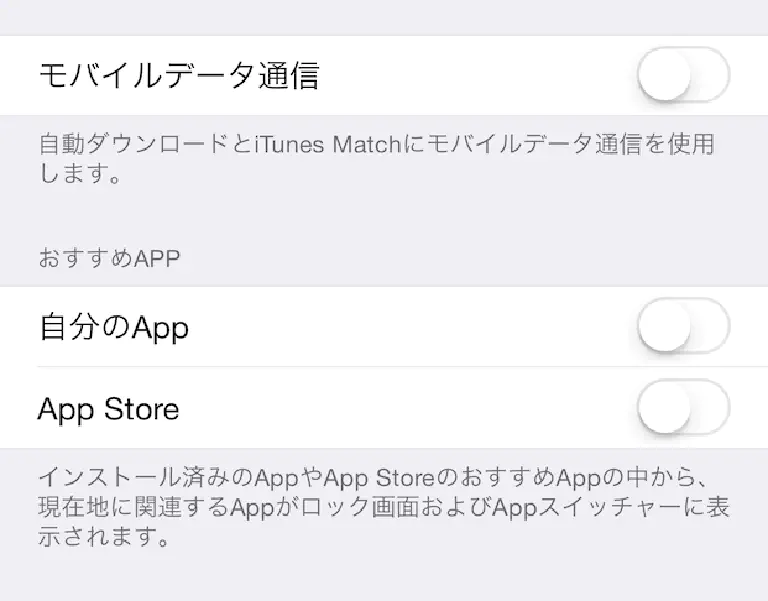 モバイルデータ通信
自動ダウンロードとiTunes Matchにモバイルデータ通信を使用
します。
おすすめAPP
自分のApp
App Store
インストール済みのAppやApp StoreのおすすめAppの中から、
現在地に関連するAppがロック画面およびAppスイッチャーに表
示されます。